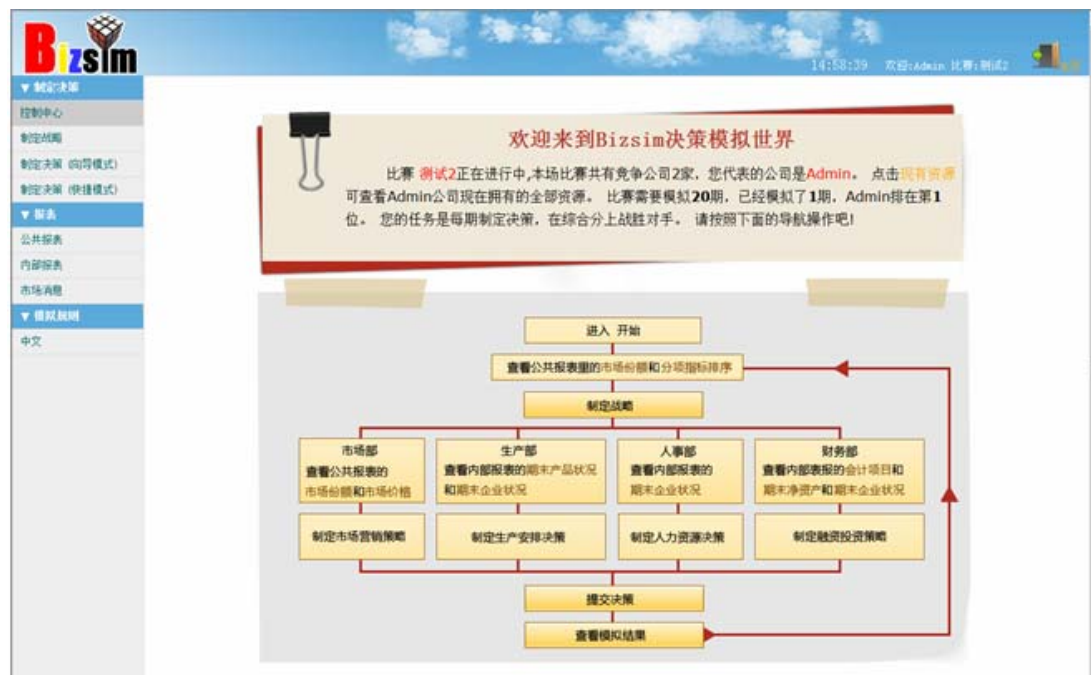 Bizsim
14:58:39 欢迎:Admin 比赛:测试2
▼ 制定决策
控制中心
制定战略
制定决策 (向导模式)
制定决策 (快捷模式)
▼ 报表
公共报表
内部报表
市场消息
▼ 模拟规则
中文
欢迎来到Bizsim决策模拟世界
比赛 测试2正在进行中,本场比赛共有竞争公司2家，您代表的公司是Admin。 点击现有资源
可查看Admin公司现在拥有的全部资源。 比赛需要模拟20期，已经模拟了1期，Admin排在第1
位。 您的任务是每期制定决策，在综合分上战胜对手。 请按照下面的导航操作吧!
进入 开始
查看公共报表里的市场份额和分项指标排序
制定战略
市场部
查看公共报表的
市场份额和市场价格
生产部
查看内部报表的期末产品状况
和期末企业状况
人事部
查看内部报表的
期末企业状况
财务部
查看内部表报的会计项目和
期末净资产和期末企业状况
制定市场营销策略
制定生产安排决策
制定人力资源决策
制定融资投资策略
提交决策
查看模拟结果